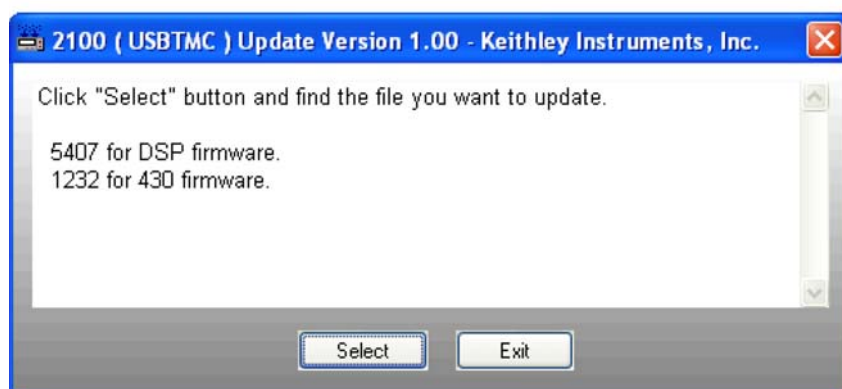 2100 ( USBTMC ) Update Version 1.00 - Keithley Instruments, Inc.
Click "Select" button and find the file you want to update.
5407 for DSP firmware.
1232 for 430 firmware.
Select Exit